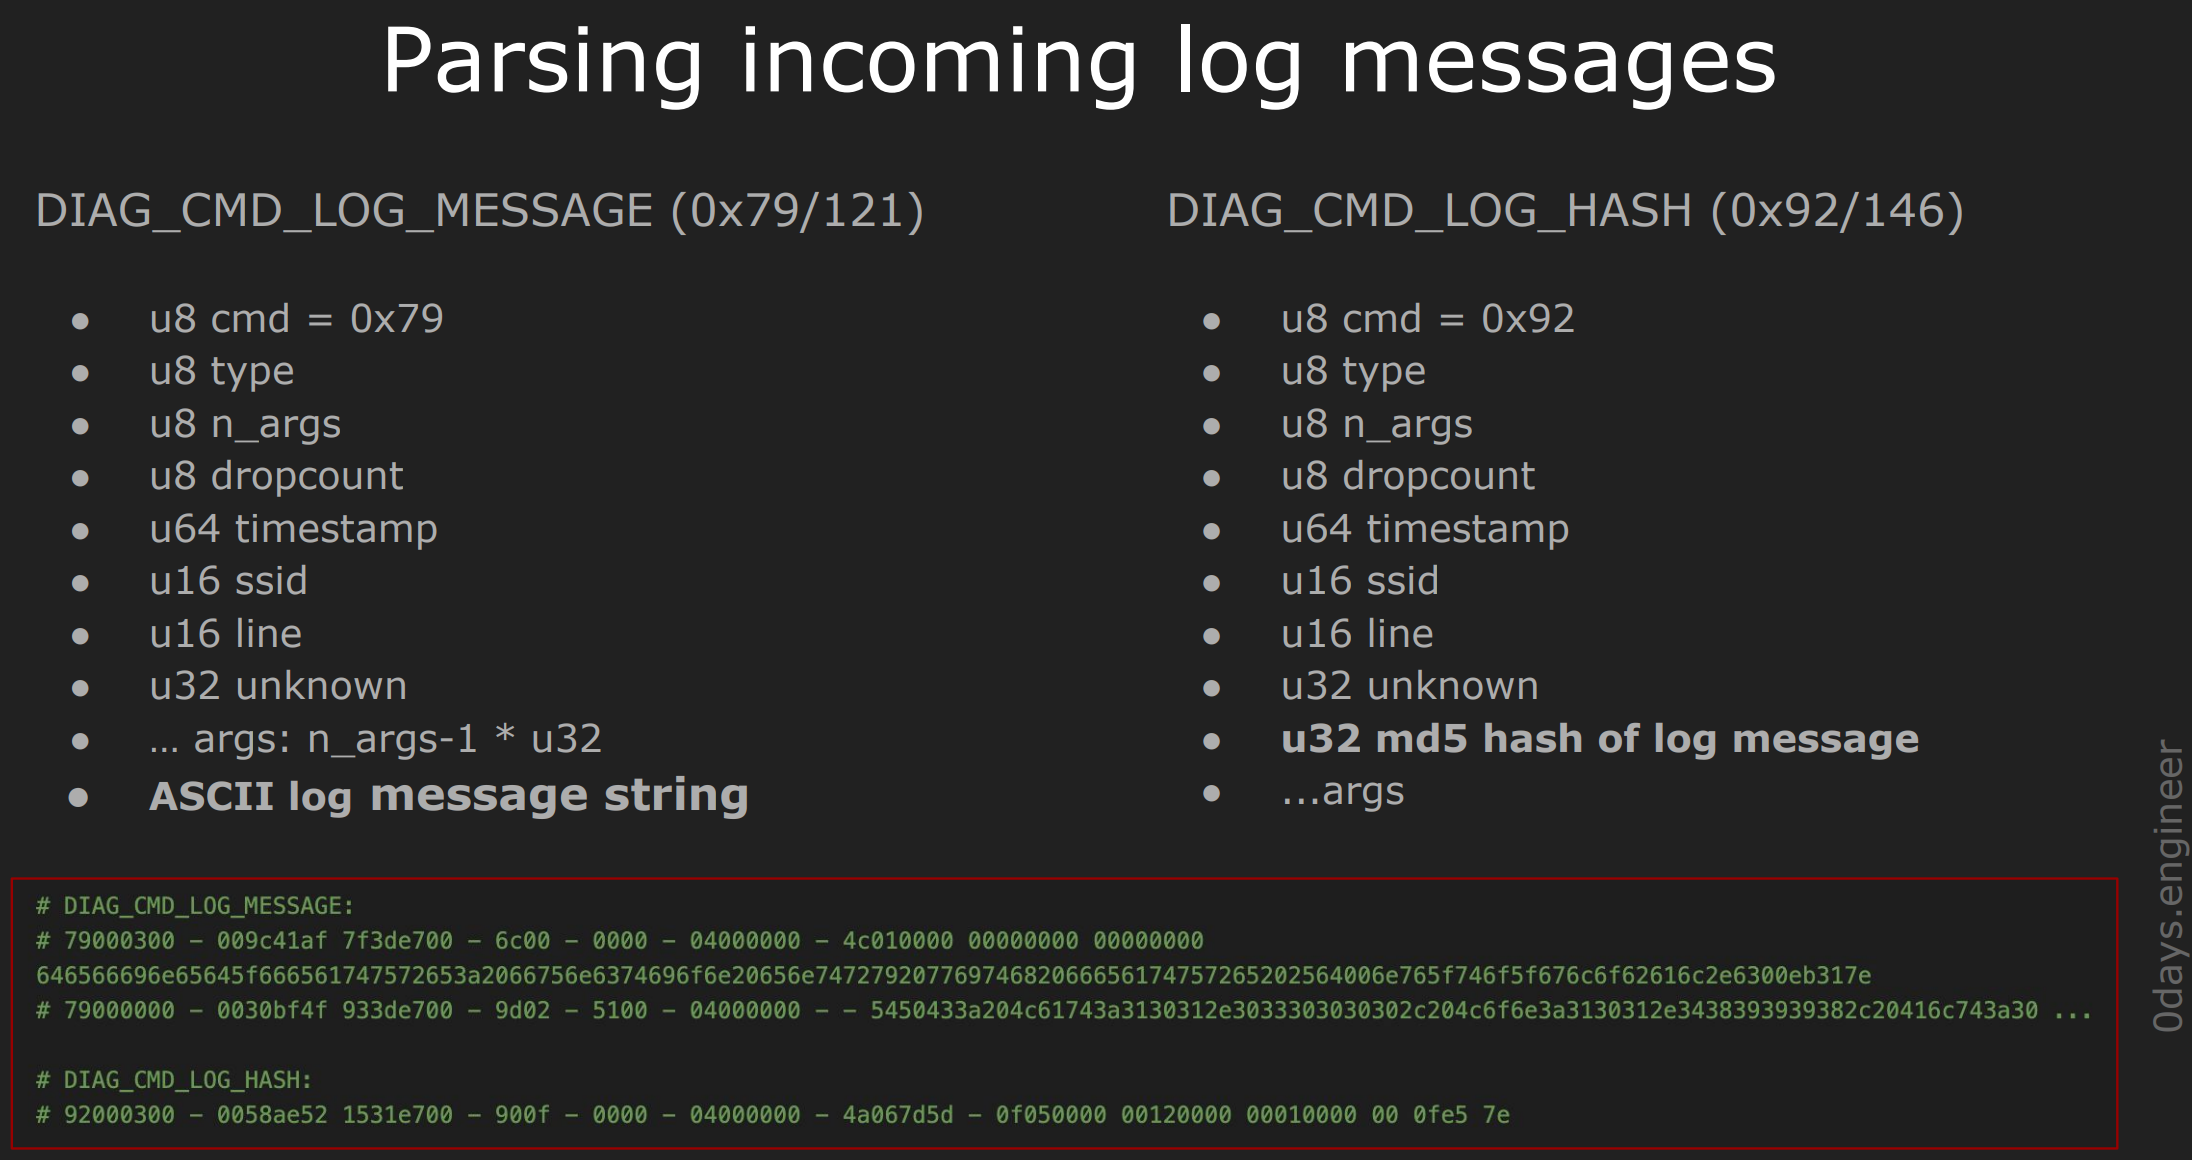 Parsing incoming log messages
DIAG_CMD_LOG_MESSAGE (0x79/121)
● u8 cmd = 0x79
● u8 type
● u8 n_args
● u8 dropcount
● u64 timestamp
● u16 ssid
● u16 line
● u32 unknown
● … args: n_args-1 * u32
● ASCII log message string
DIAG_CMD_LOG_HASH (0x92/146)
● u8 cmd = 0x92
● u8 type
● u8 n_args
● u8 dropcount
● u64 timestamp
● u16 ssid
● u16 line
● u32 unknown
● u32 md5 hash of log message
● ...args
# DIAG_CMD_LOG_MESSAGE:
# 79000300 – 009c41af 7f3de700 – 6c00 – 0000 – 04000000 – 4c010000 00000000 00000000
646566696e65645f666561747572653a2066756e6374696f6e20656e74727920776974682066656174757265202564006e765f746f5f676c6f62616c2e6300eb317e
# 79000000 – 0030bf4f 933de700 – 9d02 – 5100 – 04000000 – – 5450433a204c61743a3130312e3033303030302c204c6f6e3a3130312e3438393939382c20416c743a30 ...
# DIAG_CMD_LOG_HASH:
# 92000300 – 0058ae52 1531e700 – 900f – 0000 – 04000000 – 4a067d5d – 0f050000 00120000 00010000 00 0fe5 7e
0days.engineer